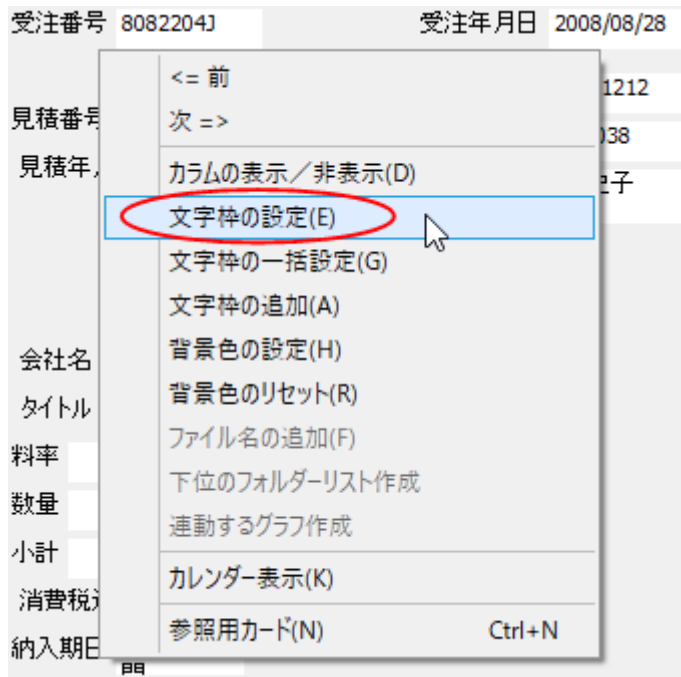 受注番号 8082204J 受注年月日 2008/08/28
<= 前
1212
見積番号
次 =>
038
見積年
カラムの表示／非表示(D)
子
文字枠の設定(E)
文字枠の一括設定(G)
文字枠の追加(A)
会社名
背景色の設定(H)
タイトル
背景色のリセット(R)
料率
ファイル名の追加(F)
数量
下位のフォルダーリスト作成
連動するグラフ作成
小計
カレンダー表示(K)
消費税込
納入期日
参照用カード(N) Ctrl+N